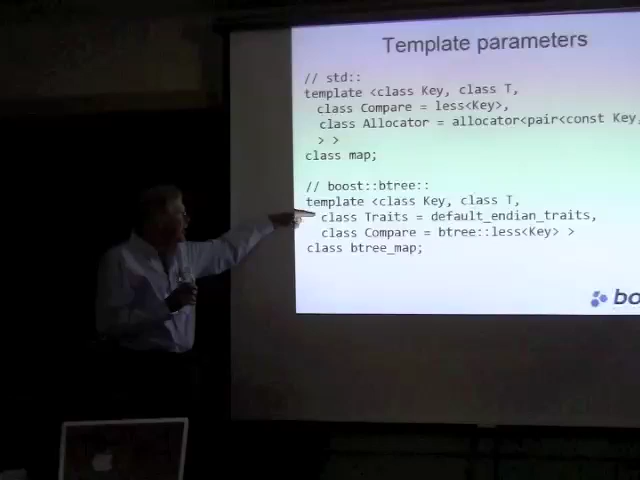 Template parameters
// std::
template <class Key, class T,
class Compare = less<Key>,
class Allocator = allocator<pair<const Key,
> >
class map;
// boost::btree::
template <class Key, class T,
class Traits = default_endian_traits,
class Compare = btree::less<Key> >
class btree_map;
bo